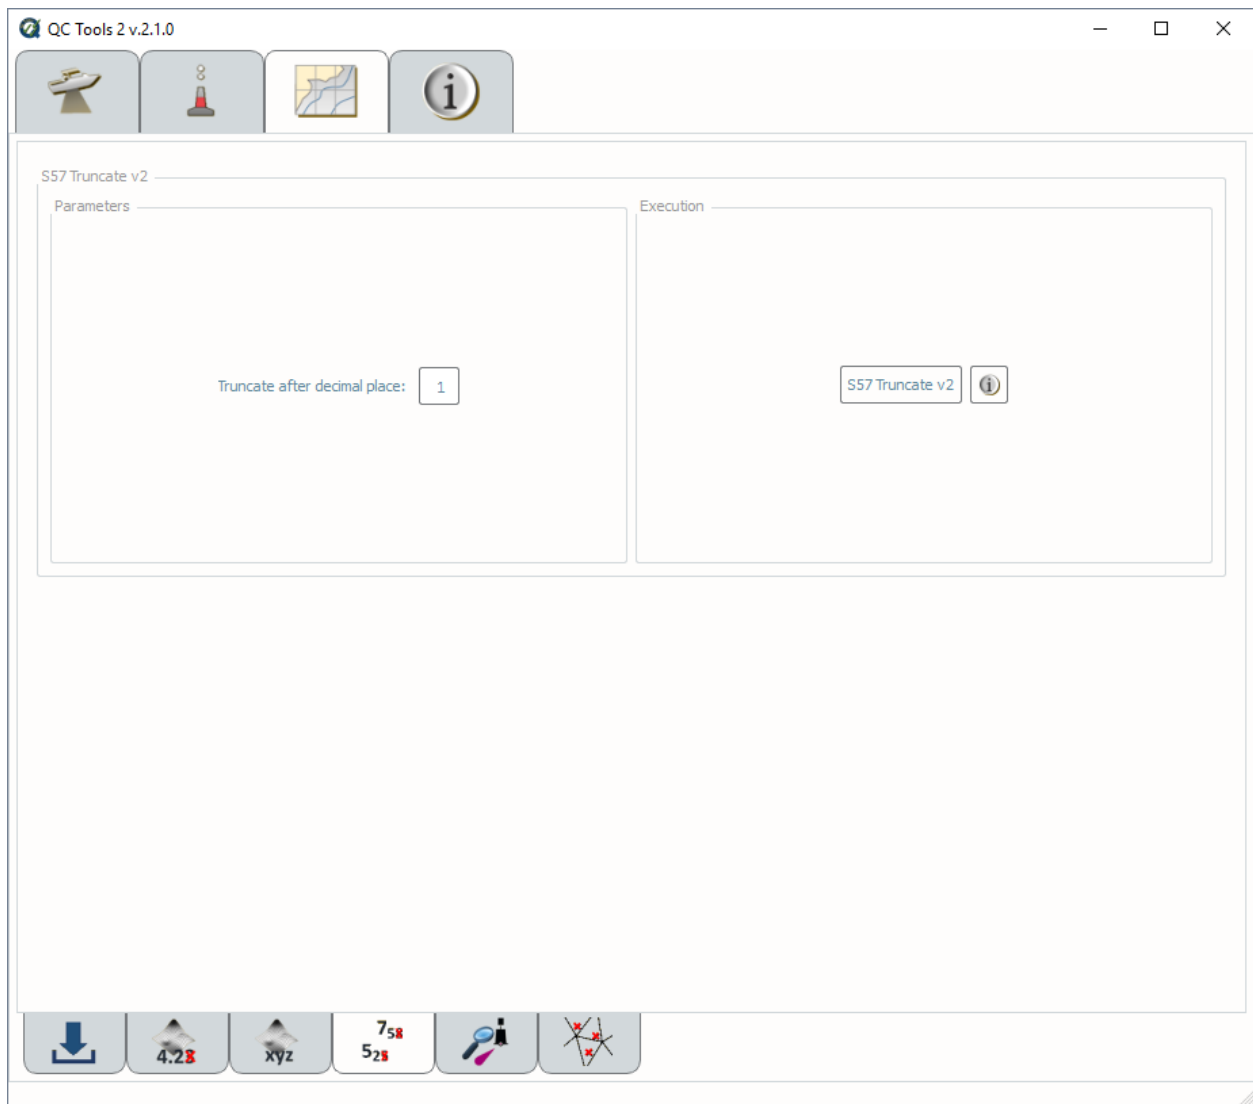 QC Tools 2 v.2.1.0
S57 Truncate v2
Parameters
Execution
Truncate after decimal place:
1
S57 Truncate v2
4.28
xyz
758
525